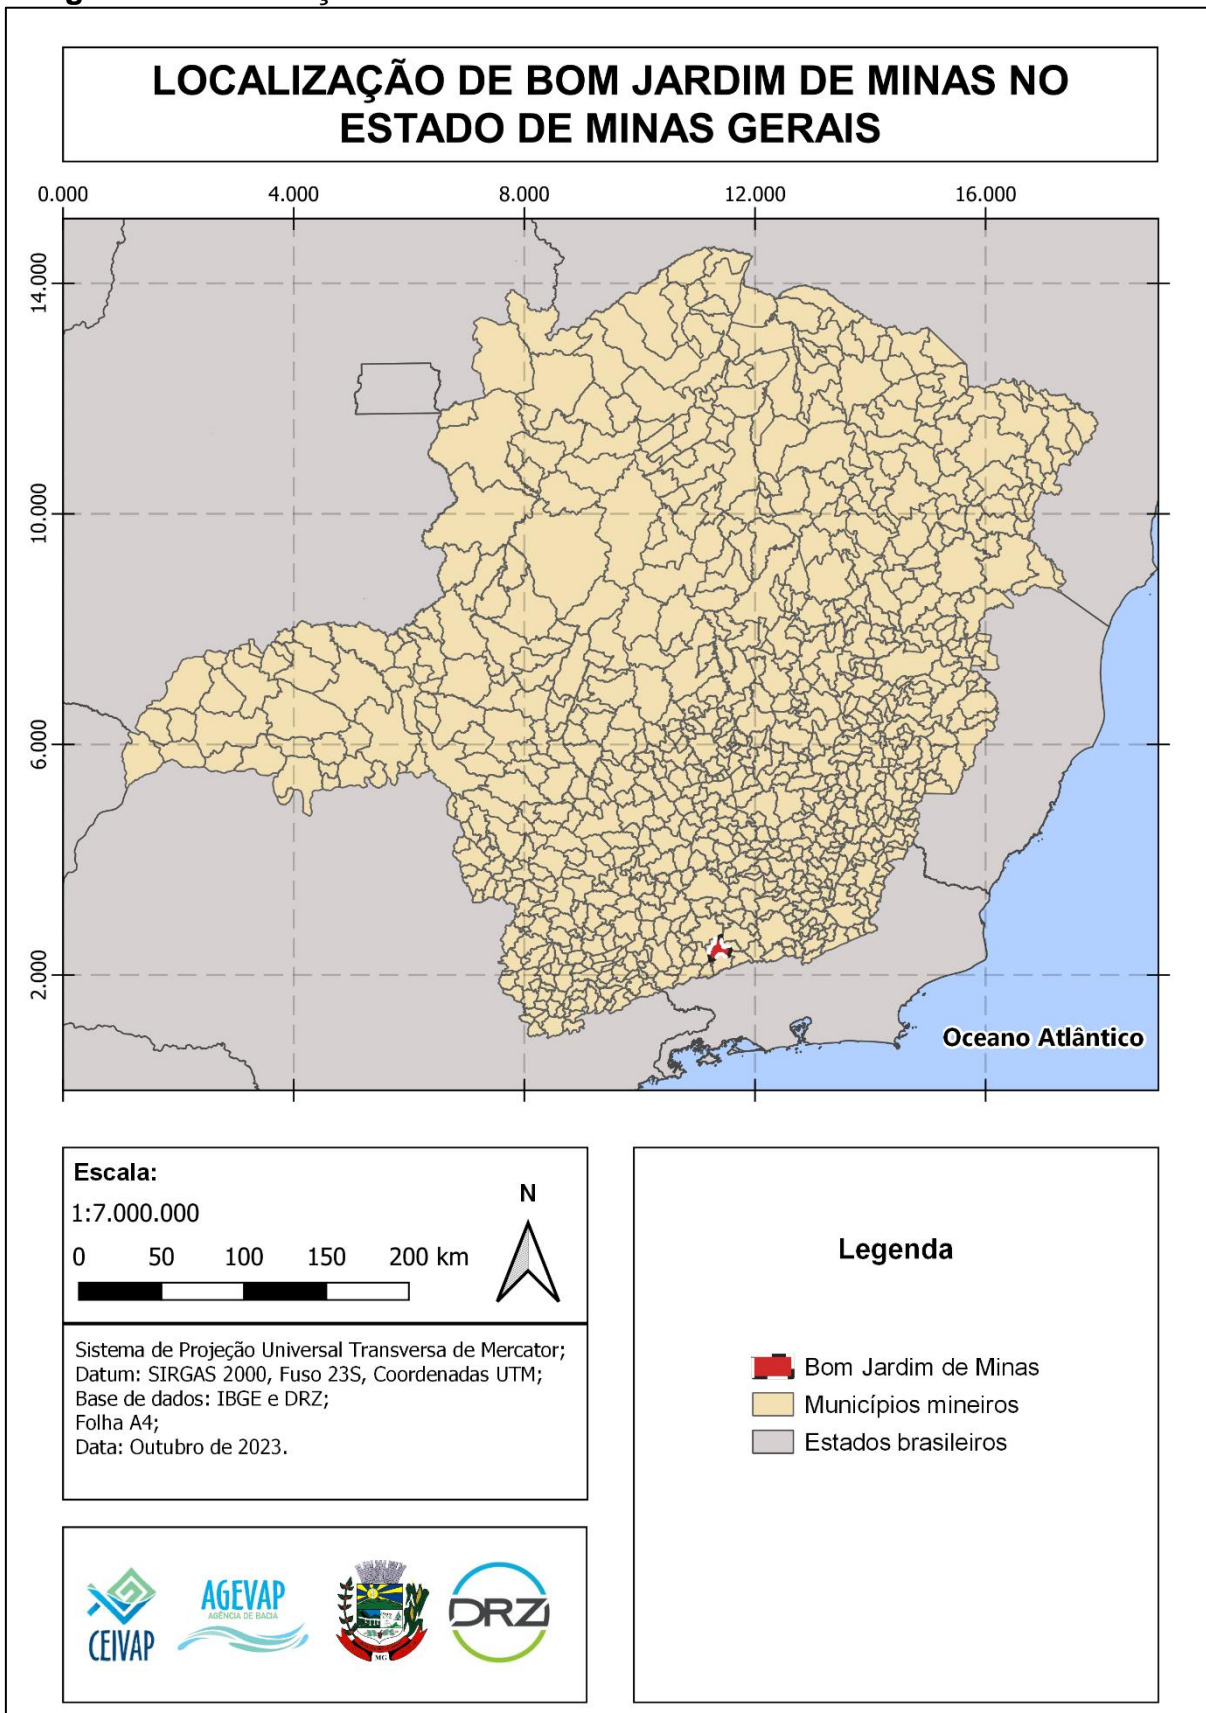 LOCALIZAÇÃO DE BOM JARDIM DE MINAS NO
ESTADO DE MINAS GERAIS
0.000 4.000 8.000 12.000 16.000
14.000
10.000
6.000
2.000
Oceano Atlântico
Escala:
1:7.000.000
N
0 50 100 150 200 km
Sistema de Projeção Universal Transversa de Mercator;
Datum: SIRGAS 2000, Fuso 23S, Coordenadas UTM;
Base de dados: IBGE e DRZ;
Folha A4;
Data: Outubro de 2023.
Legenda
Bom Jardim de Minas
Municípios mineiros
Estados brasileiros
CEIVAP
AGEVAP
AGÊNCIA DE BACIA
MG
DRZ